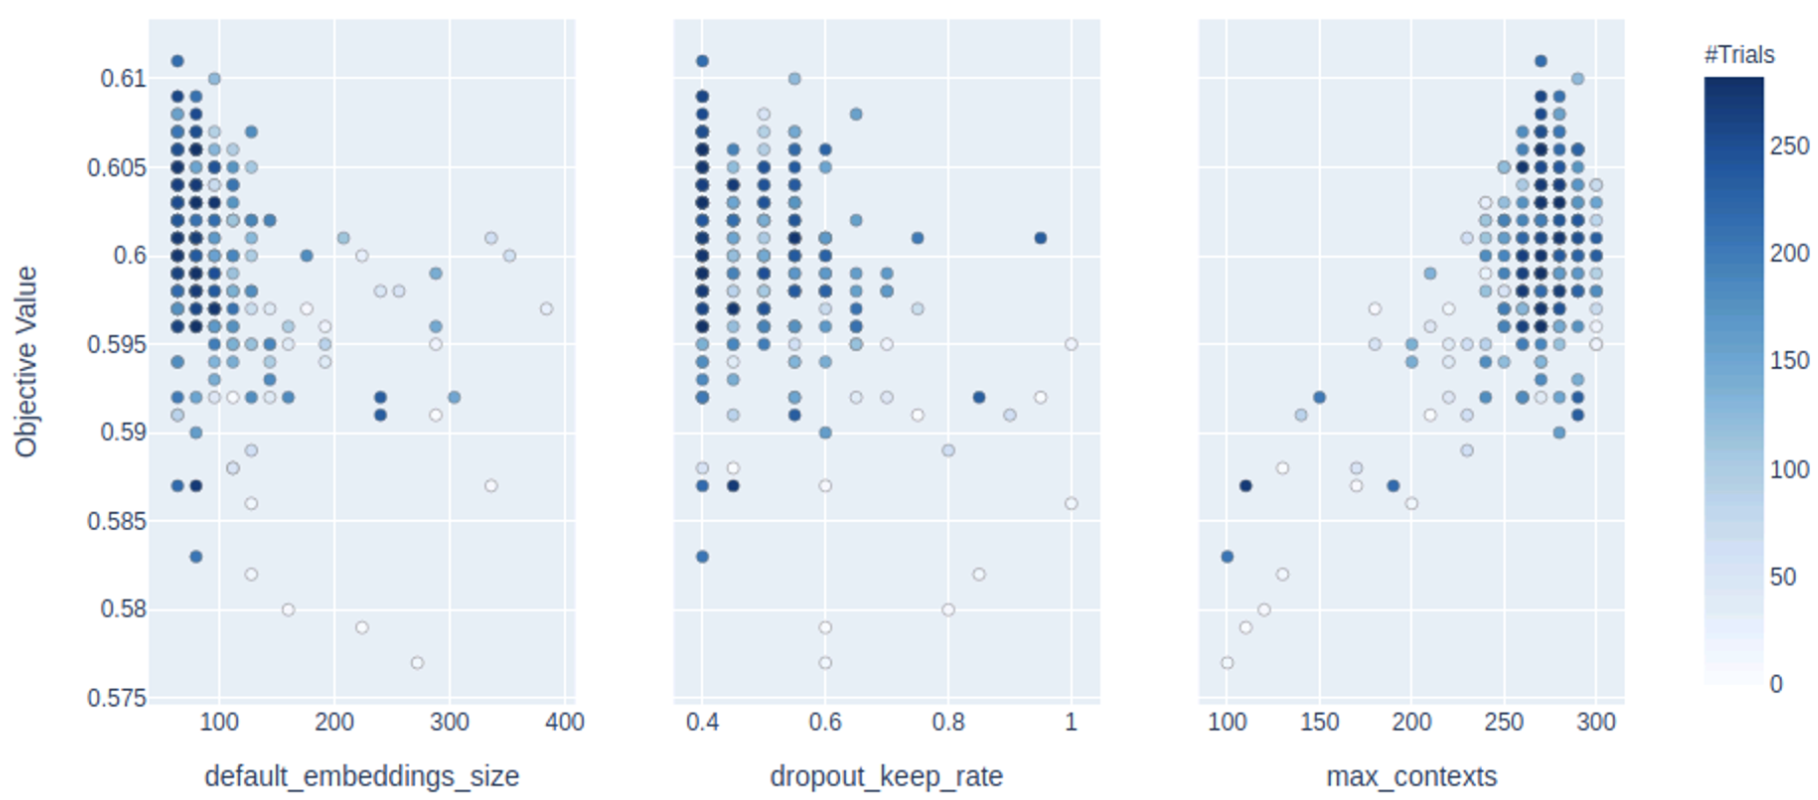 #Trials
0.61
0.605
0.6
0.595
0.59
0.585
0.58
0.575
Objective Value
100 200 300 400
0.4 0.6 0.8 1
100 150 200 250 300
default_embeddings_size
dropout_keep_rate
max_contexts
250
200
150
100
50
0